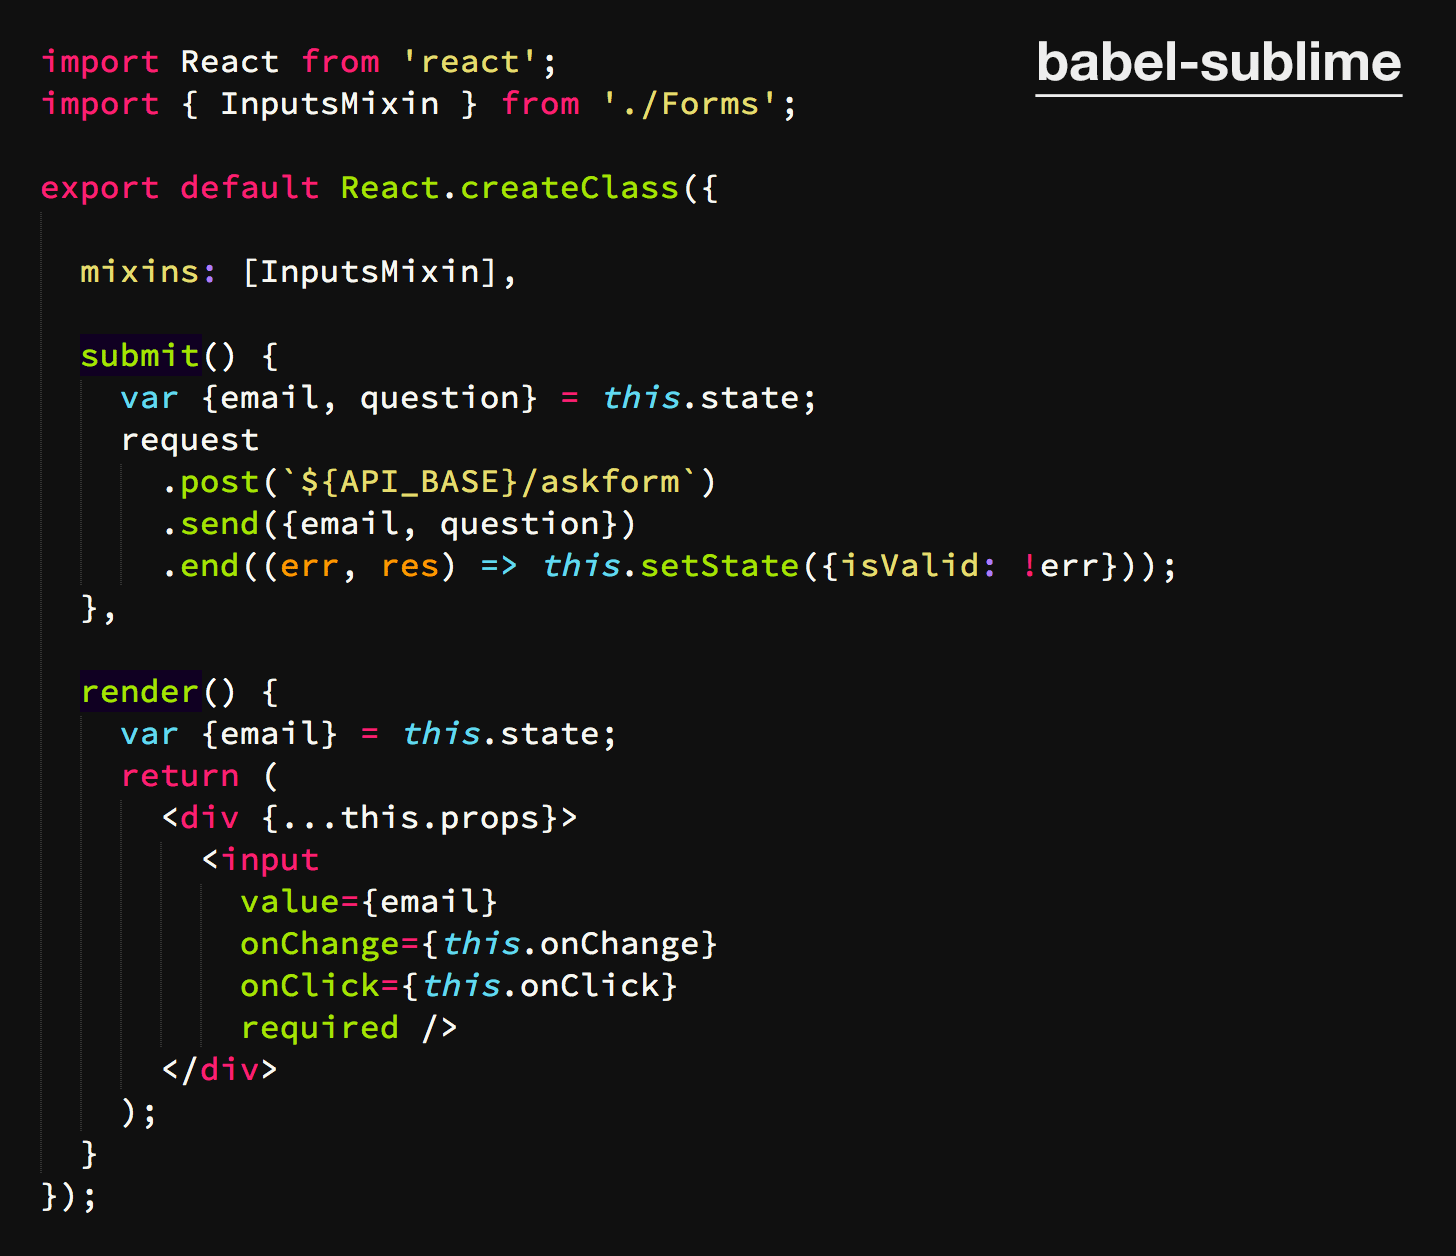 babel-sublime
import React from 'react';
import { InputsMixin } from './Forms';

export default React.createClass({

  mixins: [InputsMixin],

  submit() {
    var {email, question} = this.state;
    request
      .post(`${API_BASE}/askform`)
      .send({email, question})
      .end((err, res) => this.setState({isValid: !err}));
  },

  render() {
    var {email} = this.state;
    return (
      <div {...this.props}>
        <input
          value={email}
          onChange={this.onChange}
          onClick={this.onClick}
          required />
      </div>
    );
  }
});